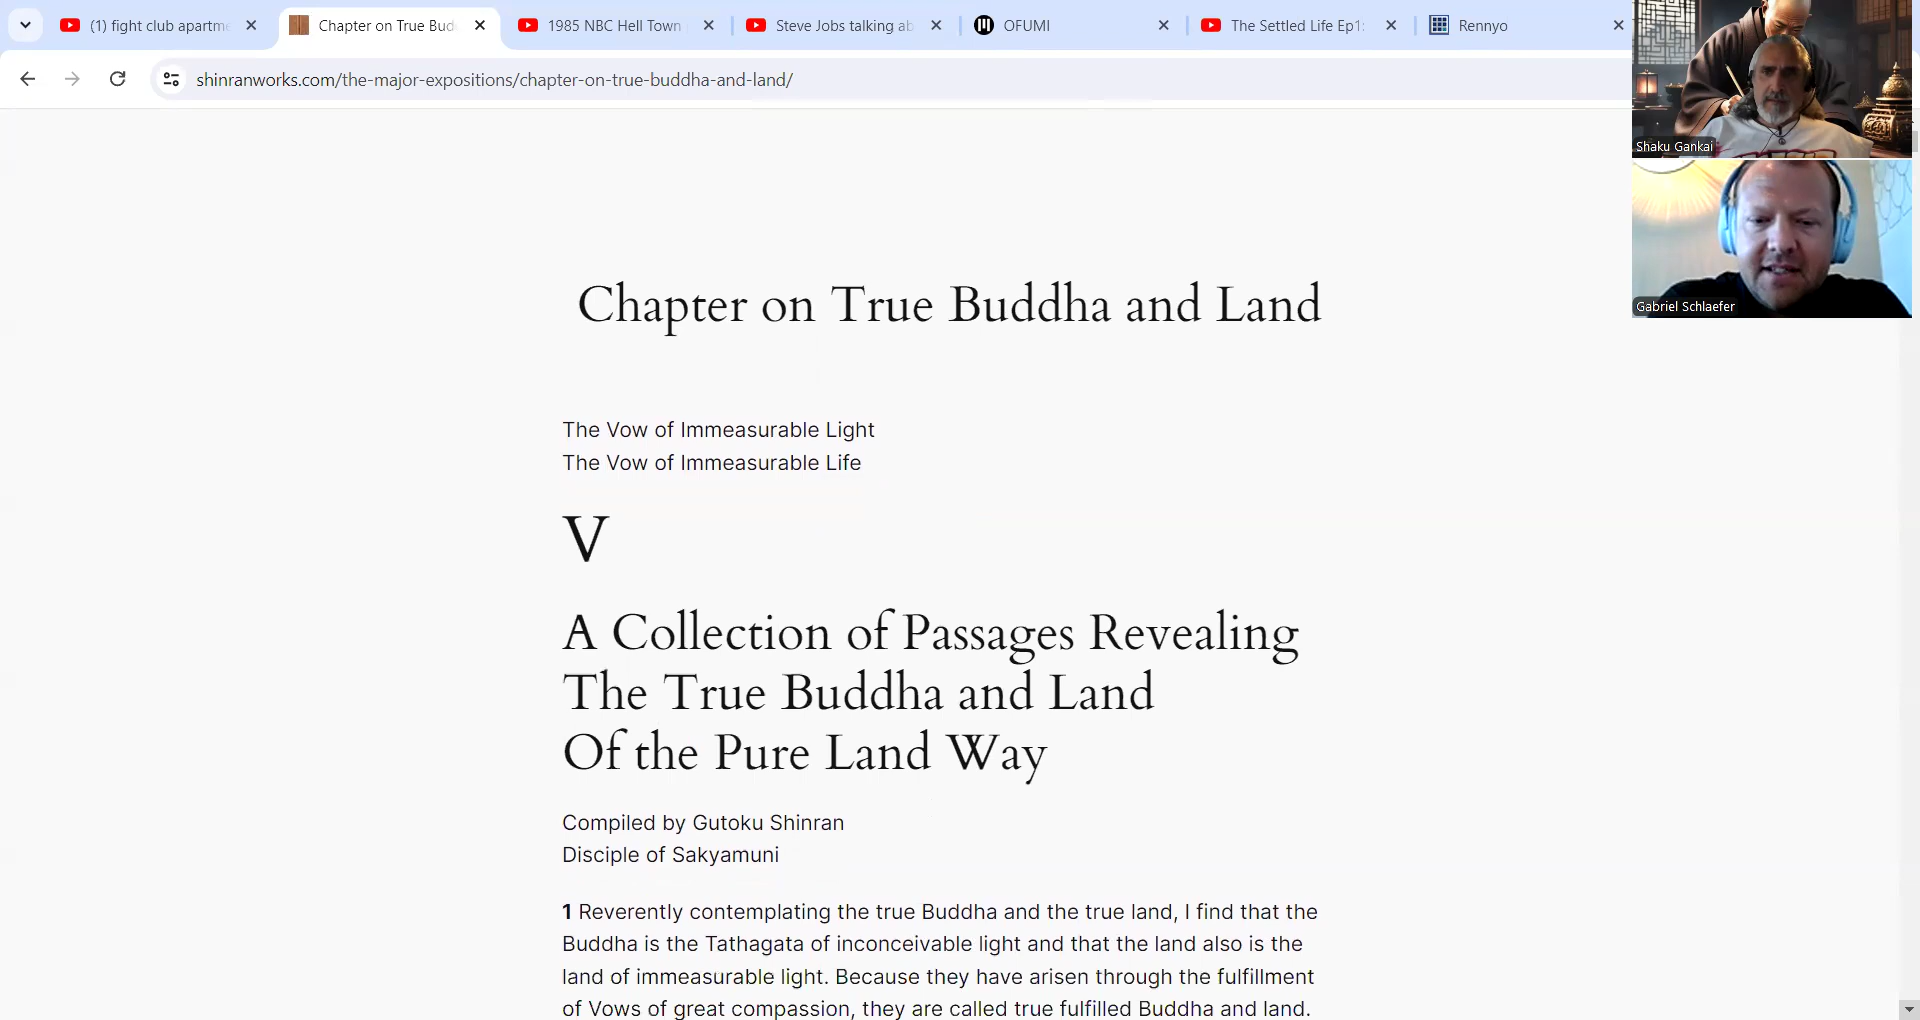 (1) fight club apartme
Chapter on True Bud
1985 NBC Hell Town
Steve Jobs talking ab
OFUMI
The Settled Life Ep1:
Rennyo
shinranworks.com/the-major-expositions/chapter-on-true-buddha-and-land/
Shaku Gankai
Gabriel Schlaefer
Chapter on True Buddha and Land
The Vow of Immeasurable Light
The Vow of Immeasurable Life
V
A Collection of Passages Revealing
The True Buddha and Land
Of the Pure Land Way
Compiled by Gutoku Shinran
Disciple of Sakyamuni
1 Reverently contemplating the true Buddha and the true land, I find that the
Buddha is the Tathagata of inconceivable light and that the land also is the
land of immeasurable light. Because they have arisen through the fulfillment
of Vows of great compassion, they are called true fulfilled Buddha and land.